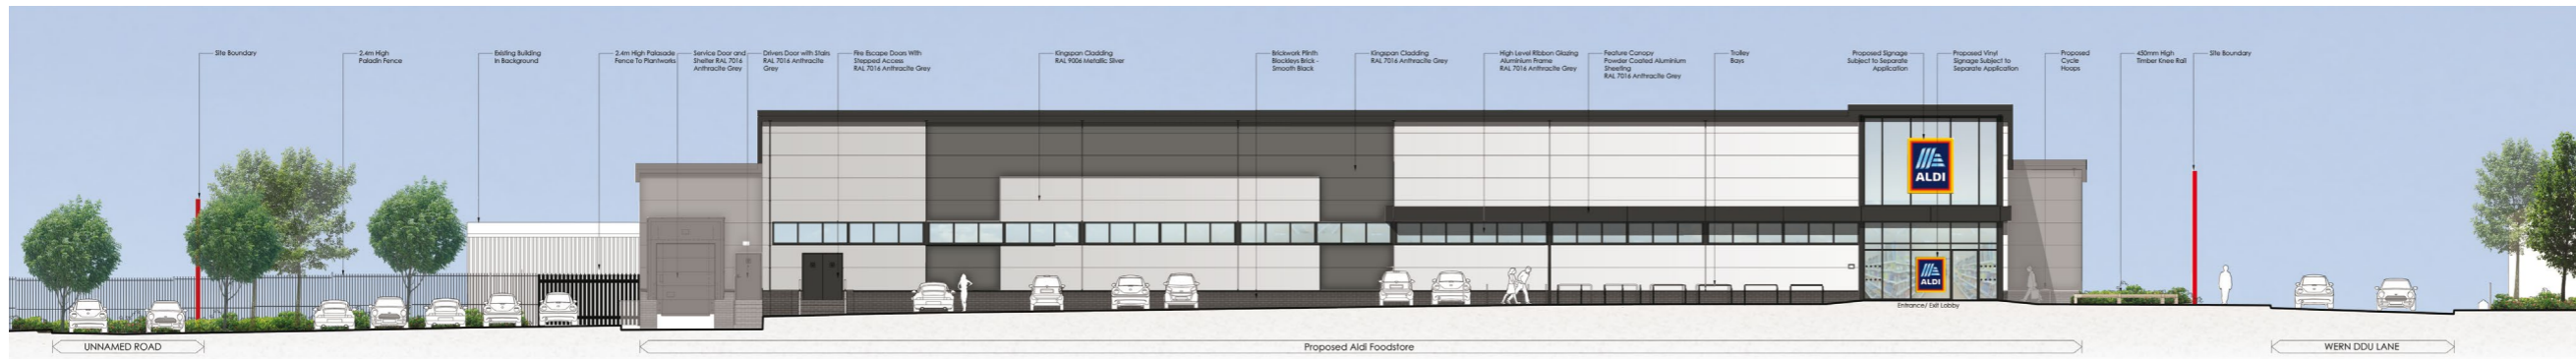 Site Boundary
2.4m High
Paladin Fence
Existing Building
In Background
2.4m High Palasade
Fence To Plantworks
Service Door and
Shelter RAL 7016
Anthracite Grey
Drivers Door with Stairs
RAL 7016 Anthracite
Grey
Fire Escape Doors With
Stepped Access
RAL 7016 Anthracite Grey
Kingspan Cladding
RAL 9006 Metallic Silver
Brickwork Plinth
Blockleys Brick -
Smooth Black
Kingspan Cladding
RAL 7016 Anthracite Grey
High Level Ribbon Glazing
Aluminium Frame
RAL 7016 Anthracite Grey
Feature Canopy
Powder Coated Aluminium
Sheeting
RAL 7016 Anthracite Grey
Trolley
Bays
Proposed Signage
Subject to Separate
Application
Proposed Vinyl
Signage Subject to
Separate Application
Proposed
Cycle
Hoops
450mm High
Timber Knee Rail
Site Boundary
ALDI
ALDI
Entrance/ Exit Lobby
UNNAMED ROAD
Proposed Aldi Foodstore
WERN DDU LANE